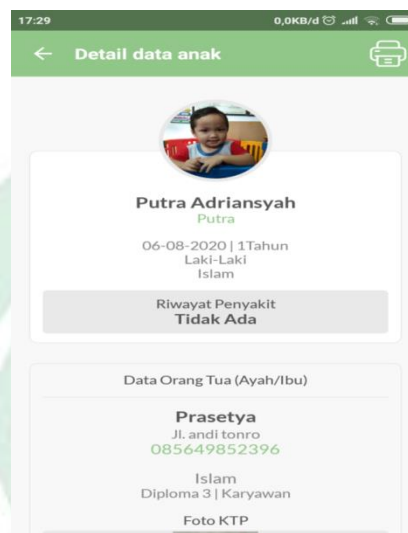 17:29 0,0KB/d
Detail data anak
Putra Adriansyah
Putra
06-08-2020 | 1Tahun
Laki-Laki
Islam
Riwayat Penyakit
Tidak Ada
Data Orang Tua (Ayah/Ibu)
Prasetya
Jl. andi tonro
085649852396
Islam
Diploma 3 | Karyawan
Foto KTP